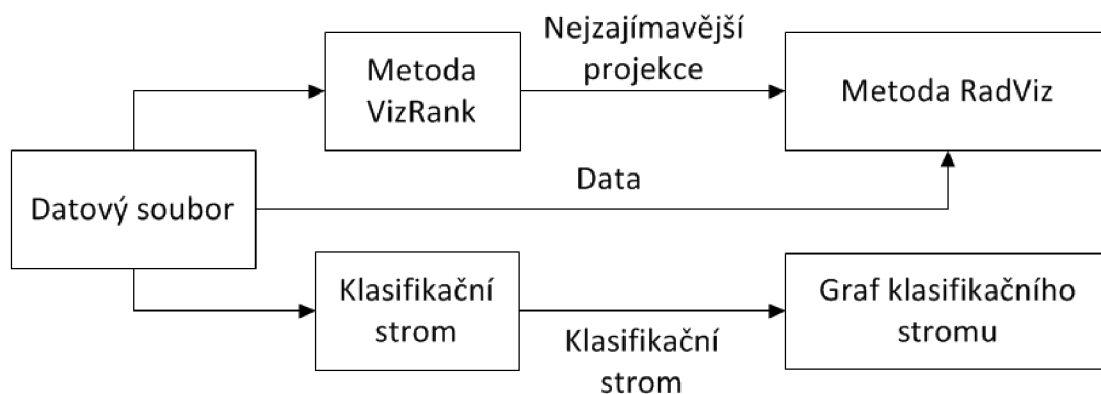 Nejzajímavější
projekce
Metoda
VizRank
Metoda RadViz
Data
Datový soubor
Klasifikační
strom
Klasifikační
strom
Graf klasifikačního
stromu